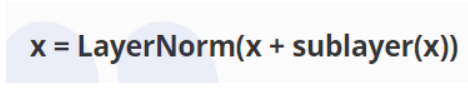 x = LayerNorm(x + sublayer(x))